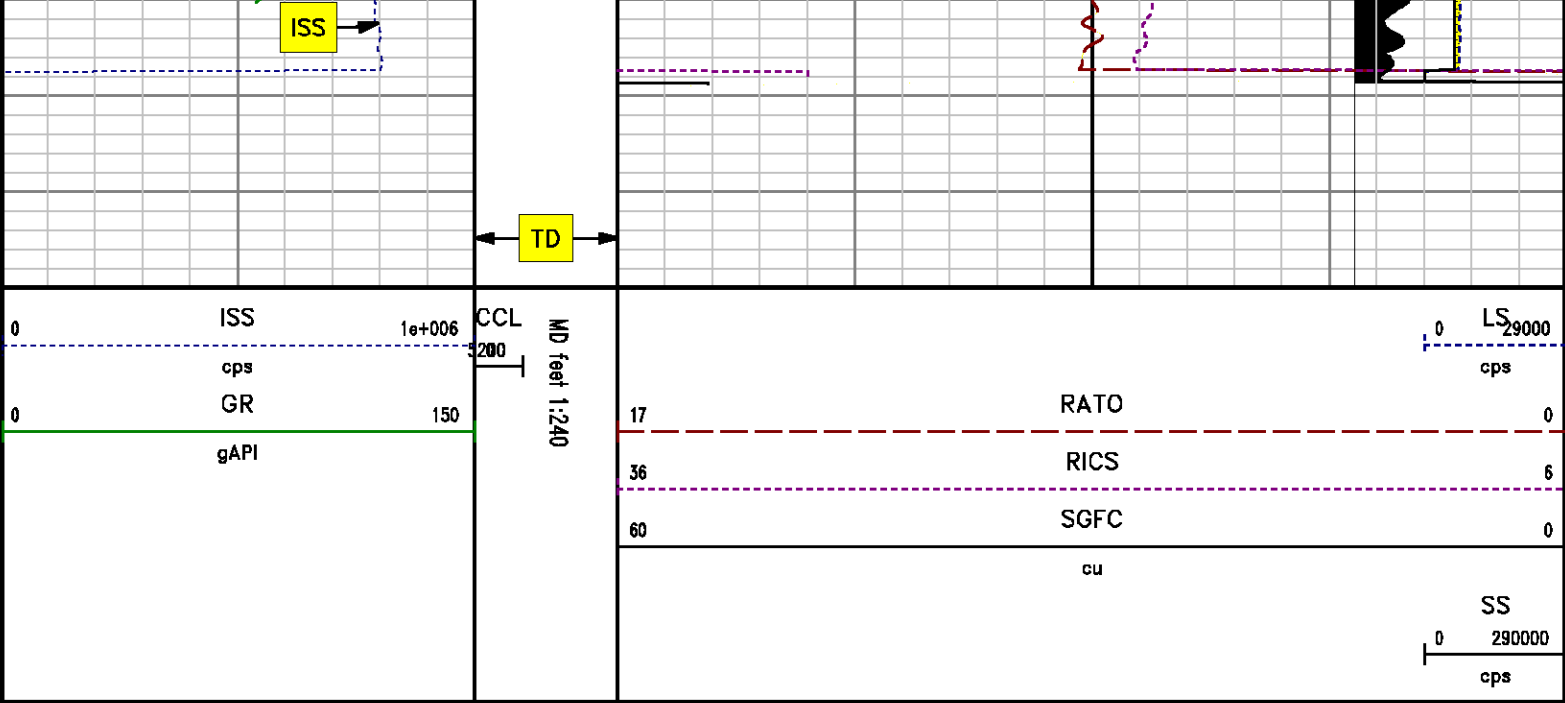 ISS
TD
ISS
0 1e+006
cps
GR
0 150
gAPI
CCL
MD feet 1:240
LS
0 29000
cps
RATO
17 0
RICS
36 6
SGFC
60 0
cu
SS
0 290000
cps